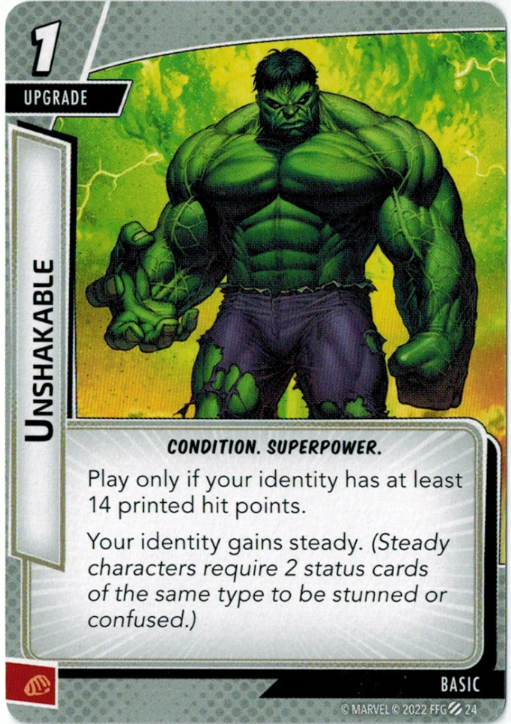 1
UPGRADE
UNSHAKABLE
CONDITION. SUPERPOWER.
Play only if your identity has at least
14 printed hit points.
Your identity gains steady. (Steady
characters require 2 status cards
of the same type to be stunned or
confused.)
BASIC
© MARVEL © 2022 FFG 24